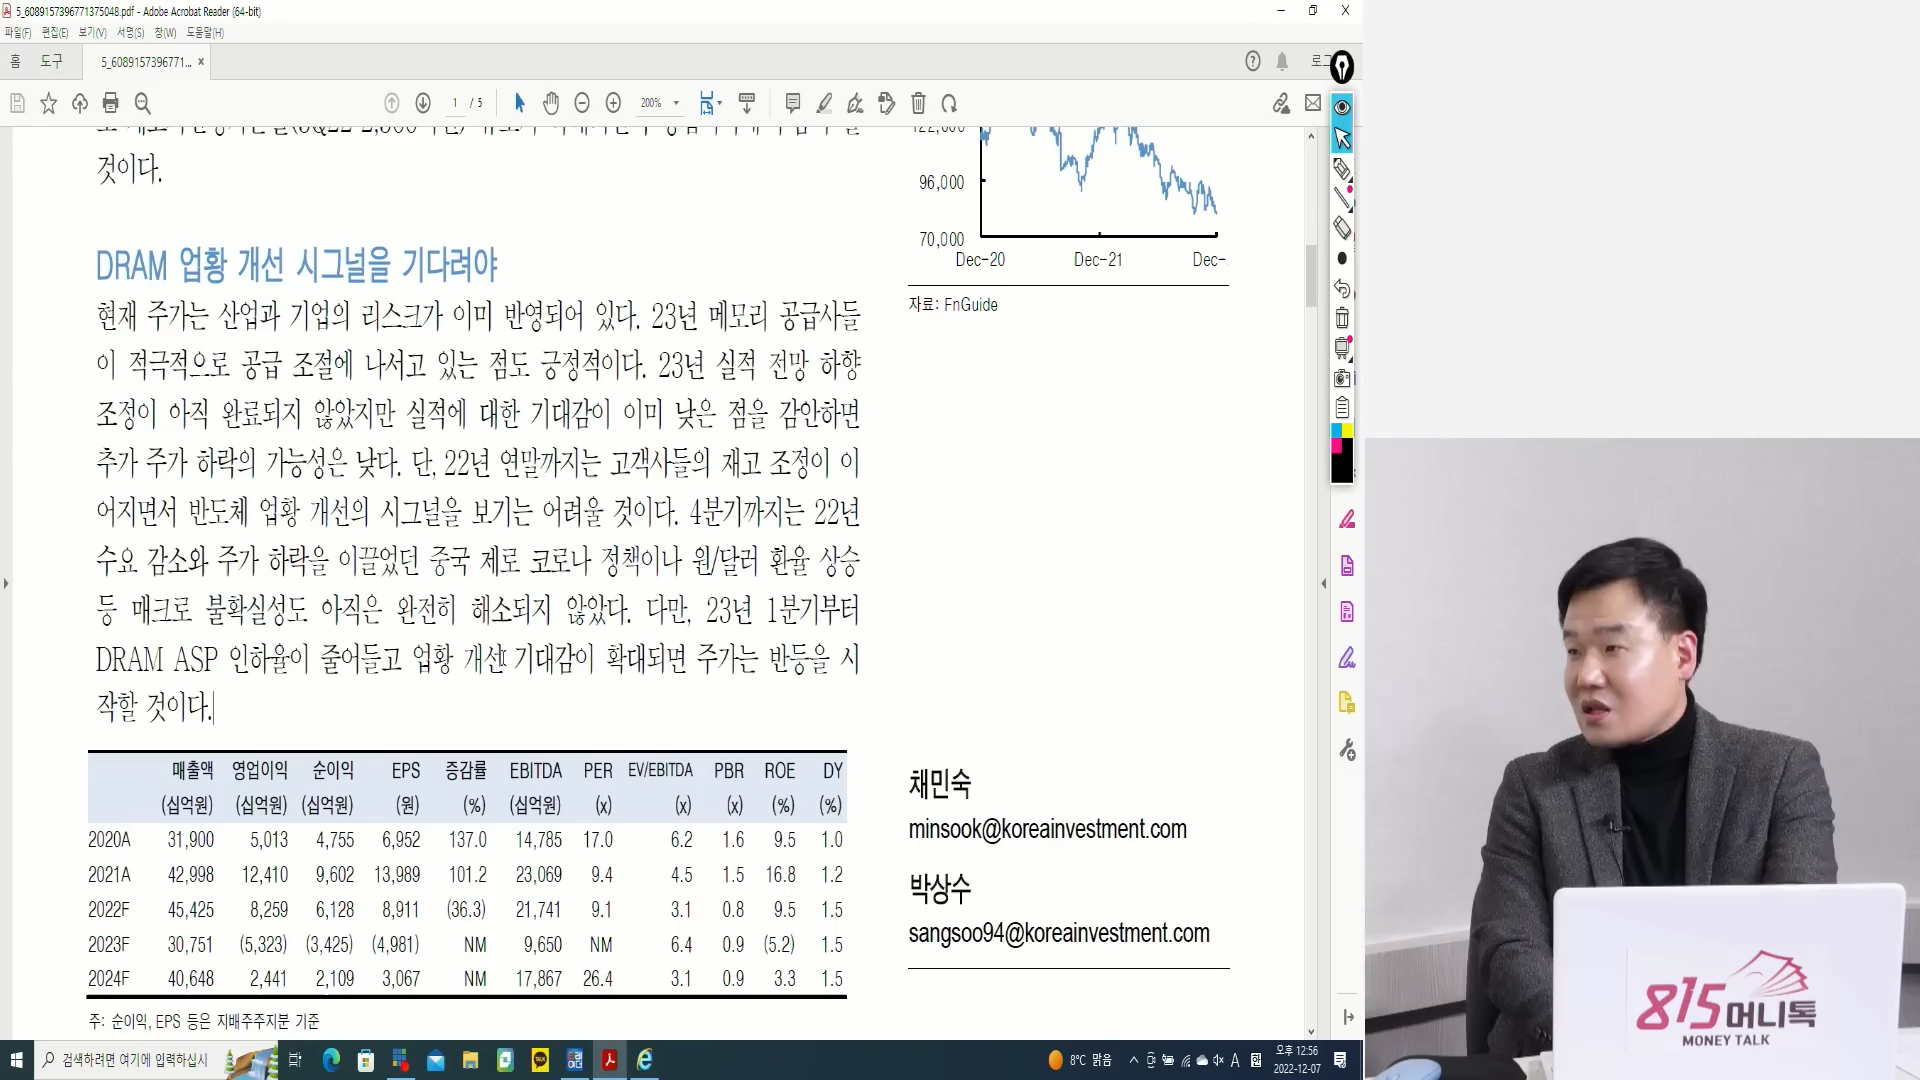 5_6089157396771375048.pdf - Adobe Acrobat Reader (64-bit)
파일(F) 편집(E) 보기(V) 서명(S) 창(W) 도움말(H)
홈 도구 5_6089157396771... x
1 / 5 200%
것이다.
DRAM 업황 개선 시그널을 기다려야
현재 주가는 산업과 기업의 리스크가 이미 반영되어 있다. 23년 메모리 공급사들
이 적극적으로 공급 조절에 나서고 있는 점도 긍정적이다. 23년 실적 전망 하향
조정이 아직 완료되지 않았지만 실적에 대한 기대감이 이미 낮은 점을 감안하면
추가 주가 하락의 가능성은 낮다. 단, 22년 연말까지는 고객사들의 재고 조정이 이
어지면서 반도체 업황 개선의 시그널을 보기는 어려울 것이다. 4분기까지는 22년
수요 감소와 주가 하락을 이끌었던 중국 제로 코로나 정책이나 원/달러 환율 상승
등 매크로 불확실성도 아직은 완전히 해소되지 않았다. 다만, 23년 1분기부터
DRAM ASP 인하율이 줄어들고 업황 개선 기대감이 확대되면 주가는 반등을 시
작할 것이다.
매출액 영업이익 순이익 EPS 증감률 EBITDA PER EV/EBITDA PBR ROE DY
(십억원) (십억원) (십억원) (원) (%) (십억원) (x) (x) (x) (%) (%)
2020A 31,900 5,013 4,755 6,952 137.0 14,785 17.0 6.2 1.6 9.5 1.0
2021A 42,998 12,410 9,602 13,989 101.2 23,069 9.4 4.5 1.5 16.8 1.2
2022F 45,425 8,259 6,128 8,911 (36.3) 21,741 9.1 3.1 0.8 9.5 1.5
2023F 30,751 (5,323) (3,425) (4,981) NM 9,650 NM 6.4 0.9 (5.2) 1.5
2024F 40,648 2,441 2,109 3,067 NM 17,867 26.4 3.1 0.9 3.3 1.5
주: 순이익, EPS 등은 지배주주지분 기준
122,000
96,000
70,000
Dec-20 Dec-21 Dec-
자료: FnGuide
채민숙
minsook@koreainvestment.com
박상수
sangsoo94@koreainvestment.com
815머니톡
MONEY TALK
검색하려면 여기에 입력하십시
8℃ 맑음
A
오후 12:56
2022-12-07